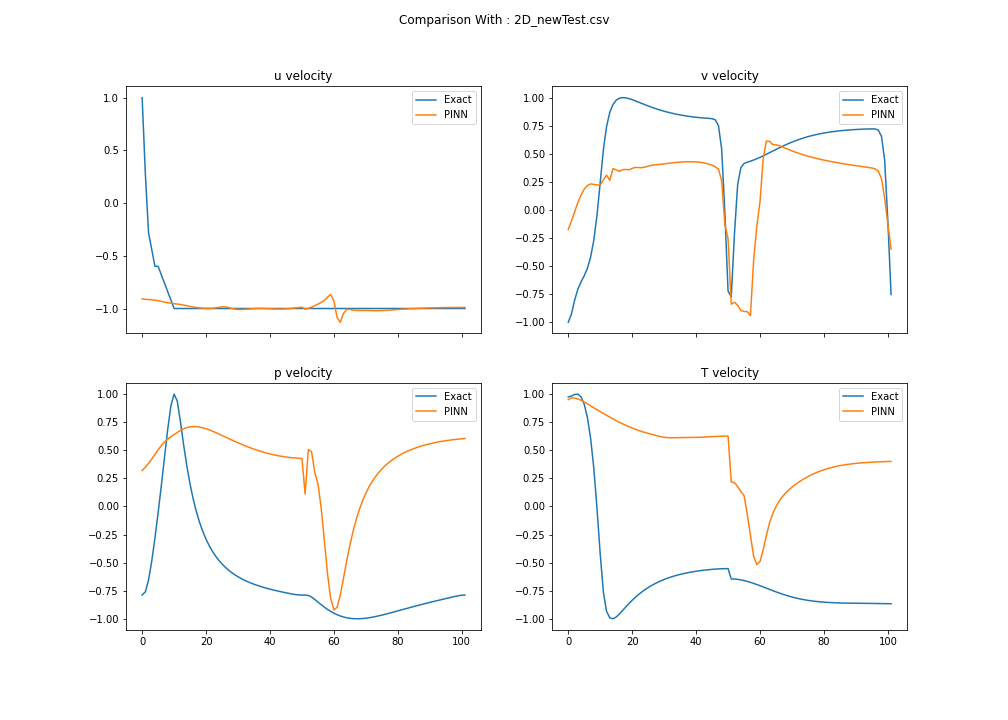 Comparison With : 2D_newTest.csv
u velocity
v velocity
1.0
0.5
0.0
−0.5
−1.0
Exact
PINN
1.00
0.75
0.50
0.25
0.00
−0.25
−0.50
−0.75
−1.00
Exact
PINN
p velocity
T velocity
1.00
0.75
0.50
0.25
0.00
−0.25
−0.50
−0.75
−1.00
Exact
PINN
0 20 40 60 80 100
1.00
0.75
0.50
0.25
0.00
−0.25
−0.50
−0.75
−1.00
Exact
PINN
0 20 40 60 80 100